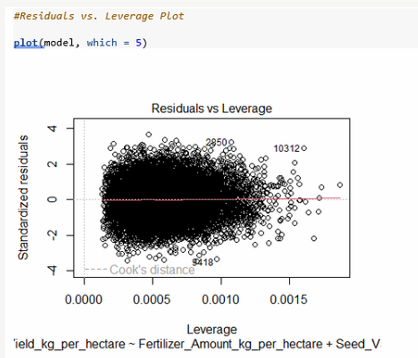 #Residuals vs. Leverage Plot
plot(model, which = 5)
Residuals vs Leverage
Standardized residuals
4
2
0
-2
-4
2850
10312
9418
Cook's distance
0.0000 0.0005 0.0010 0.0015
Leverage
'ield_kg_per_hectare ~ Fertilizer_Amount_kg_per_hectare + Seed_V